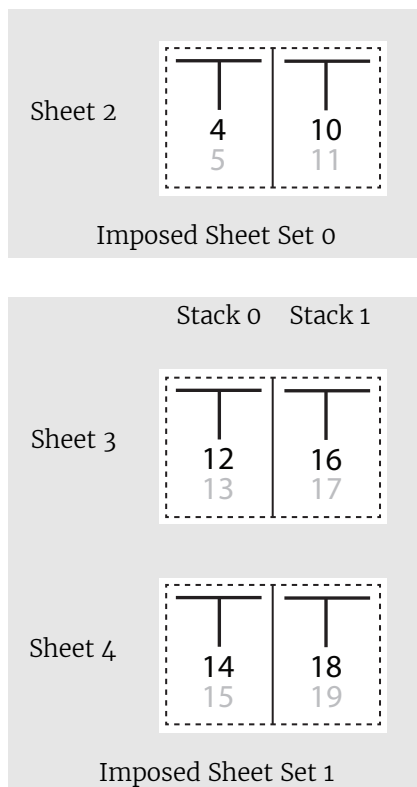 Sheet 2
4 10
5 11
Imposed Sheet Set 0
Stack 0 Stack 1
Sheet 3
12 16
13 17
Sheet 4
14 18
15 19
Imposed Sheet Set 1